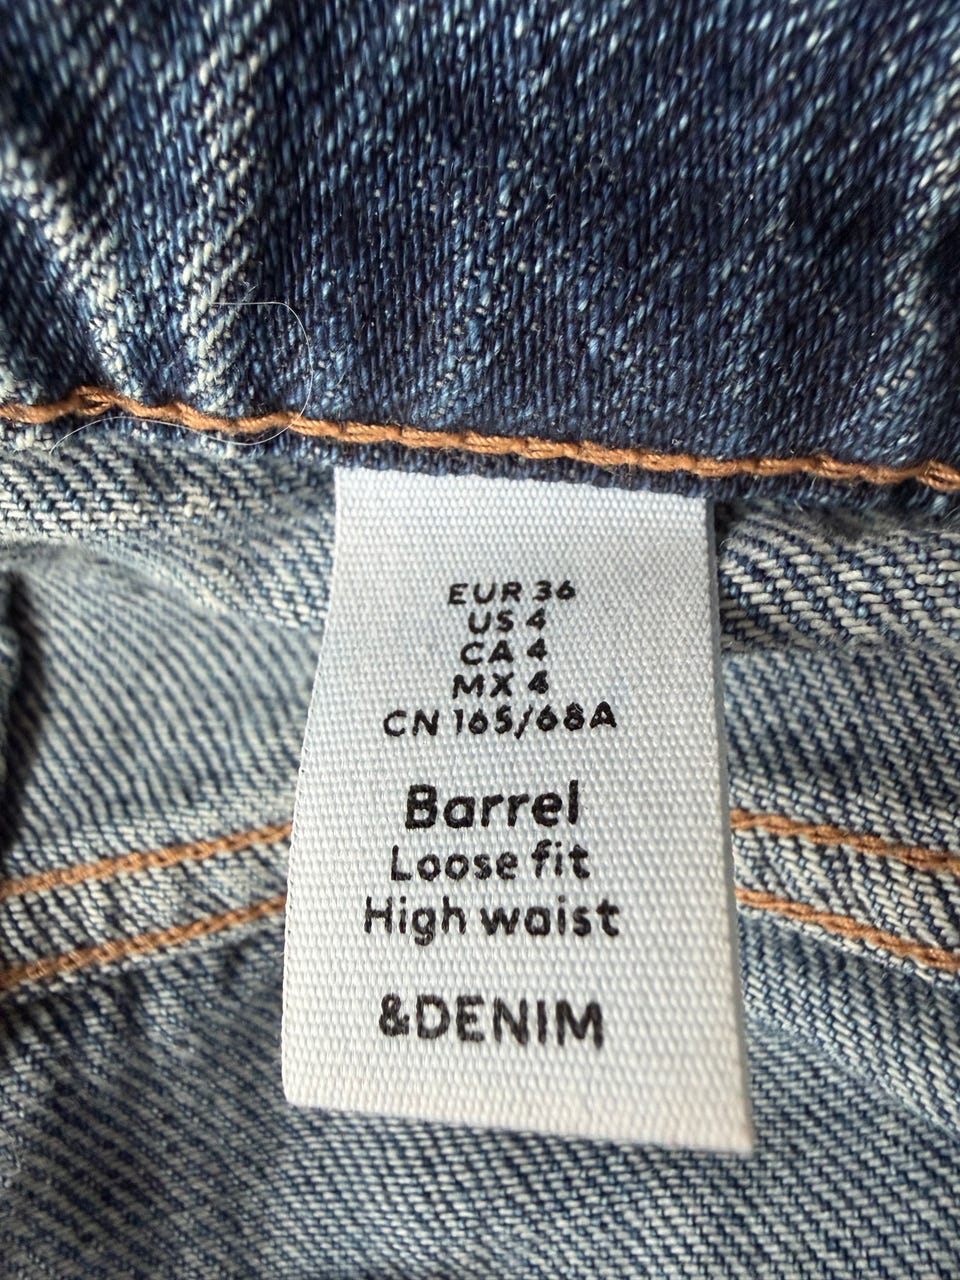 EUR 36
US 4
CA 4
MX 4
CN 165/68A
Barrel
Loose fit
High waist
&DENIM